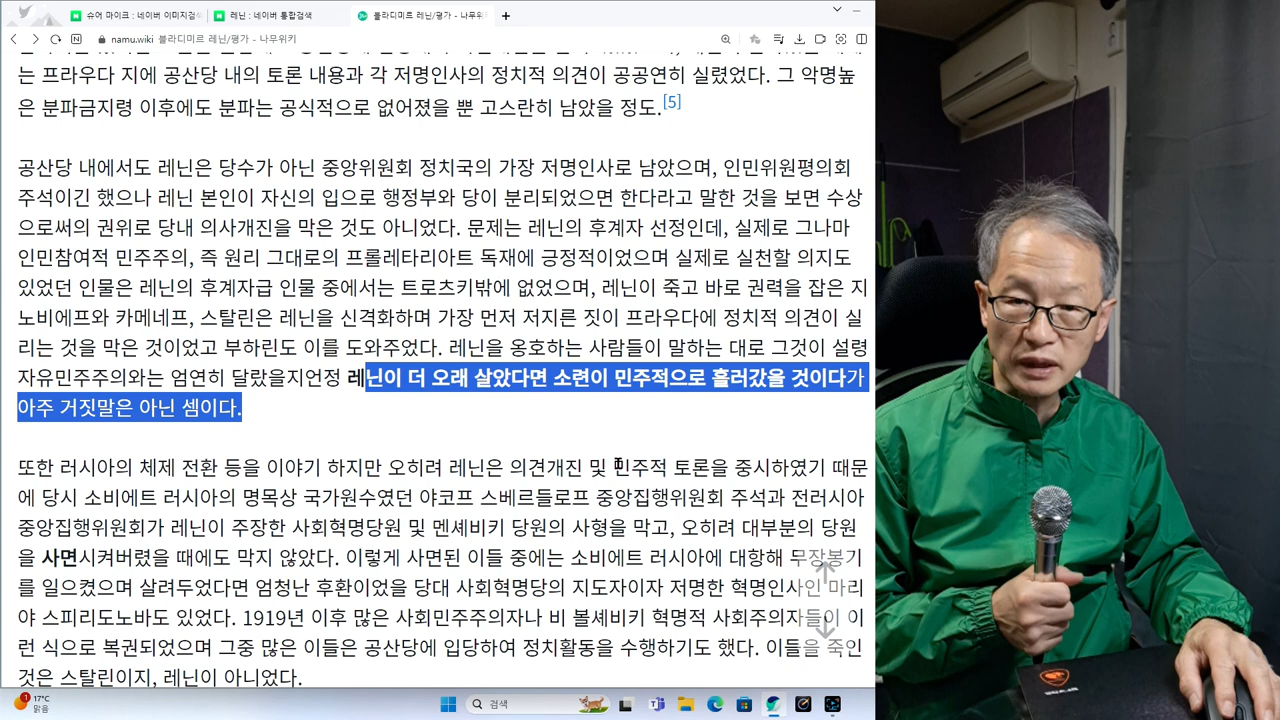 슈어 마이크 : 네이버 이미지검색
레닌 : 네이버 통합검색
블라디미르 레닌/평가 - 나무위키
namu.wiki 블라디미르 레닌/평가 - 나무위키
는 프라우다 지에 공산당 내의 토론 내용과 각 저명인사의 정치적 의견이 공공연히 실렸었다. 그 악명높
은 분파금지령 이후에도 분파는 공식적으로 없어졌을 뿐 고스란히 남았을 정도.[5]
공산당 내에서도 레닌은 당수가 아닌 중앙위원회 정치국의 가장 저명인사로 남았으며, 인민위원평의회
주석이긴 했으나 레닌 본인이 자신의 입으로 행정부와 당이 분리되었으면 한다라고 말한 것을 보면 수상
으로써의 권위로 당내 의사개진을 막은 것도 아니었다. 문제는 레닌의 후계자 선정인데, 실제로 그나마
인민참여적 민주주의, 즉 원리 그대로의 프롤레타리아트 독재에 긍정적이었으며 실제로 실천할 의지도
있었던 인물은 레닌의 후계자급 인물 중에서는 트로츠키밖에 없었으며, 레닌이 죽고 바로 권력을 잡은 지
노비에프와 카메네프, 스탈린은 레닌을 신격화하며 가장 먼저 저지른 짓이 프라우다에 정치적 의견이 실
리는 것을 막은 것이었고 부하린도 이를 도와주었다. 레닌을 옹호하는 사람들이 말하는 대로 그것이 설령
자유민주주의와는 엄연히 달랐을지언정 레닌이 더 오래 살았다면 소련이 민주적으로 흘러갔을 것이다가
아주 거짓말은 아닌 셈이다.
또한 러시아의 체제 전환 등을 이야기 하지만 오히려 레닌은 의견개진 및 민주적 토론을 중시하였기 때문
에 당시 소비에트 러시아의 명목상 국가원수였던 야코프 스베르들로프 중앙집행위원회 주석과 전러시아
중앙집행위원회가 레닌이 주장한 사회혁명당원 및 멘셰비키 당원의 사형을 막고, 오히려 대부분의 당원
을 사면시켜버렸을 때에도 막지 않았다. 이렇게 사면된 이들 중에는 소비에트 러시아에 대항해 무장봉기
를 일으켰으며 살려두었다면 엄청난 후환이었을 당대 사회혁명당의 지도자이자 저명한 혁명인사인 마리
야 스피리도노바도 있었다. 1919년 이후 많은 사회민주주의자나 비 볼셰비키 혁명적 사회주의자들이 이
런 식으로 복권되었으며 그중 많은 이들은 공산당에 입당하여 정치활동을 수행하기도 했다. 이들을 죽인
것은 스탈린이지, 레닌이 아니었다.
1
17°C
맑음
검색